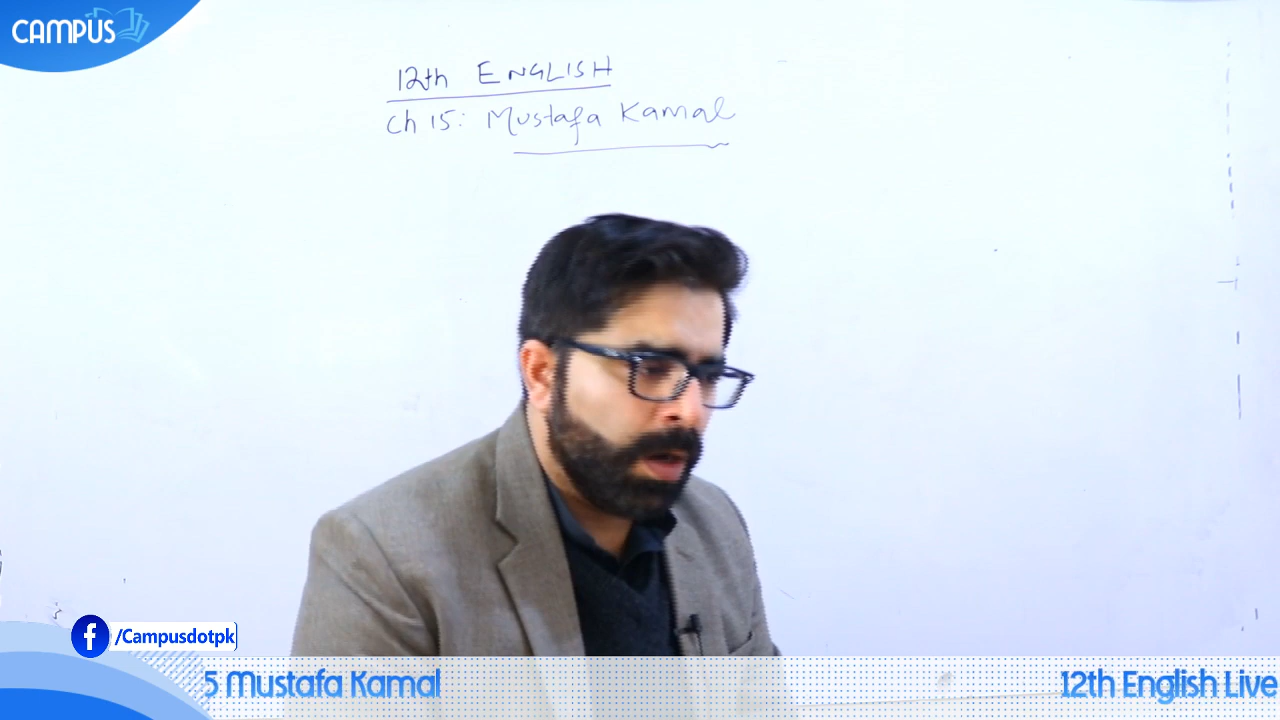 CAMPUS
12th ENGLISH
Ch 15: Mustafa Kamal
/Campusdotpk
5 Mustafa Kamal
12th English Live